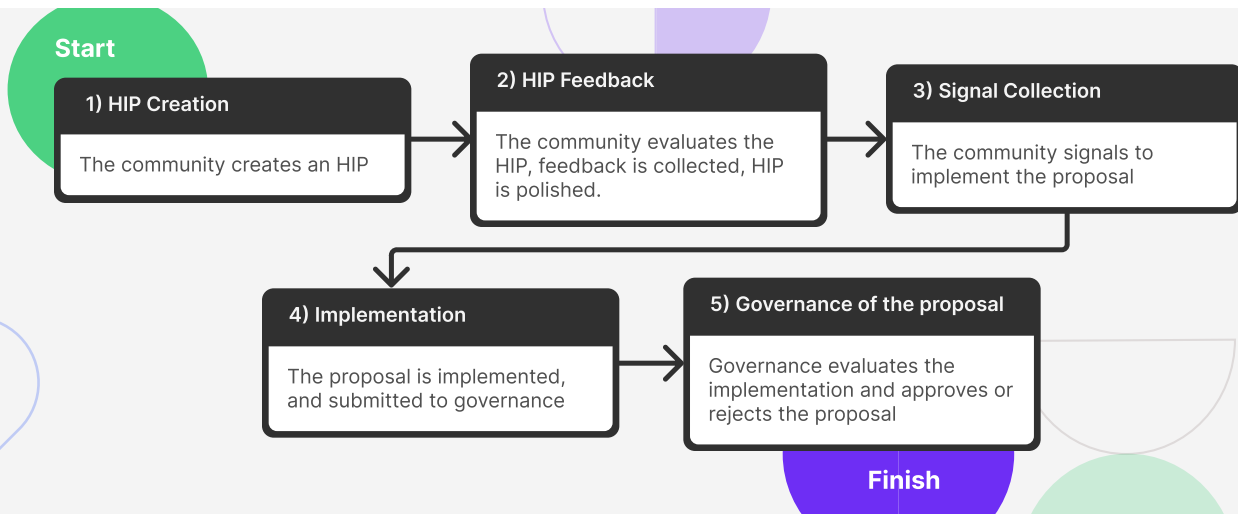 Start
1) HIP Creation
The community creates an HIP
2) HIP Feedback
The community evaluates the
HIP, feedback is collected, HIP
is polished.
3) Signal Collection
The community signals to
implement the proposal
4) Implementation
The proposal is implemented,
and submitted to governance
5) Governance of the proposal
Governance evaluates the
implementation and approves or
rejects the proposal
Finish